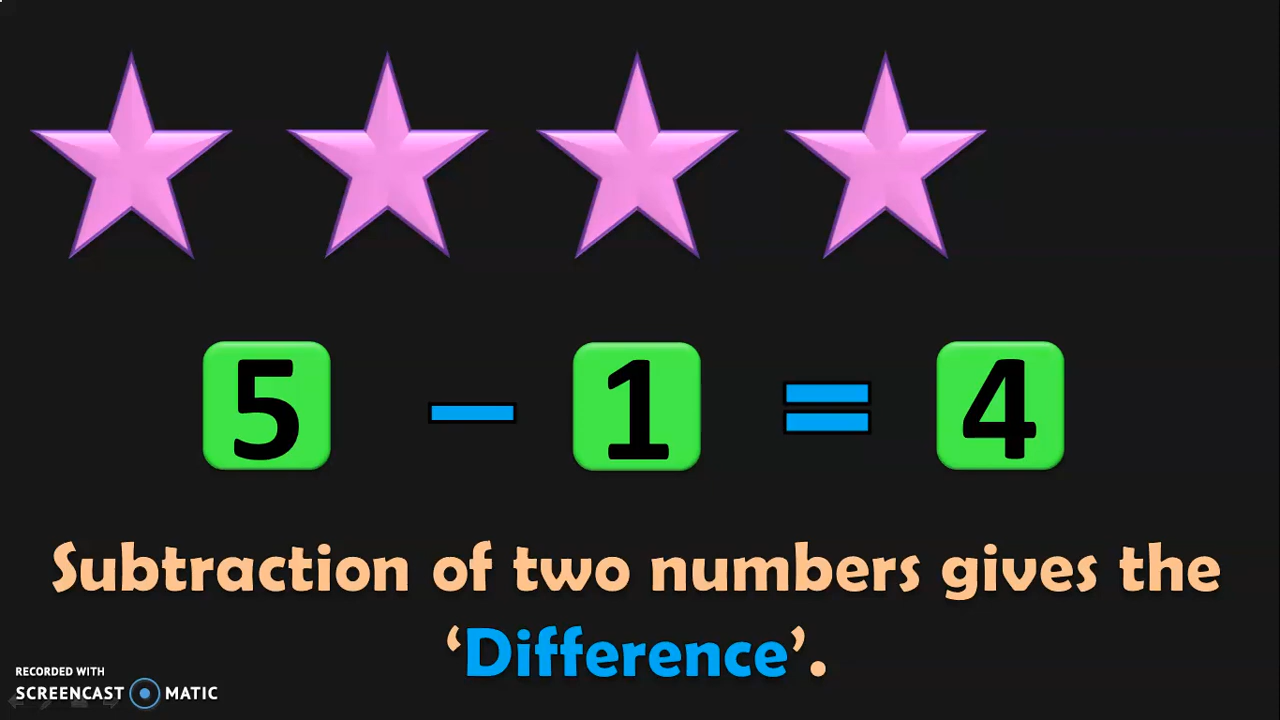 5 – 1 = 4
Subtraction of two numbers gives the
‘Difference’.
RECORDED WITH
SCREENCAST MATIC